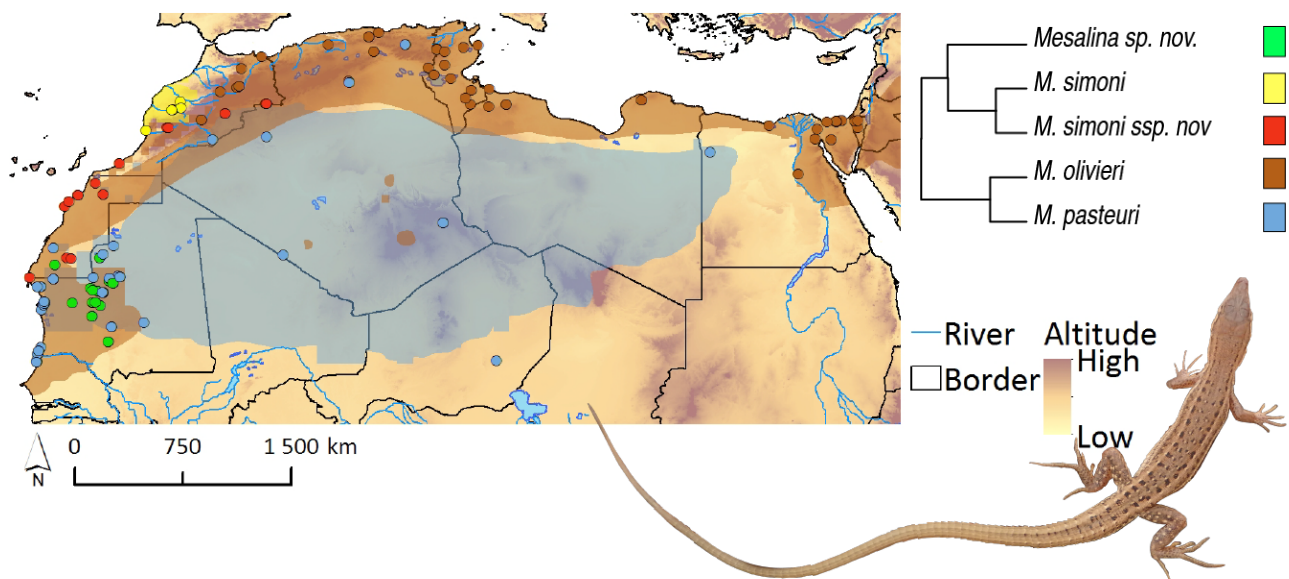 Mesalina sp. nov.
M. simoni
M. simoni ssp. nov
M. olivieri
M. pasteuri
River
Border
Altitude
High
Low
0 750 1 500 km
N